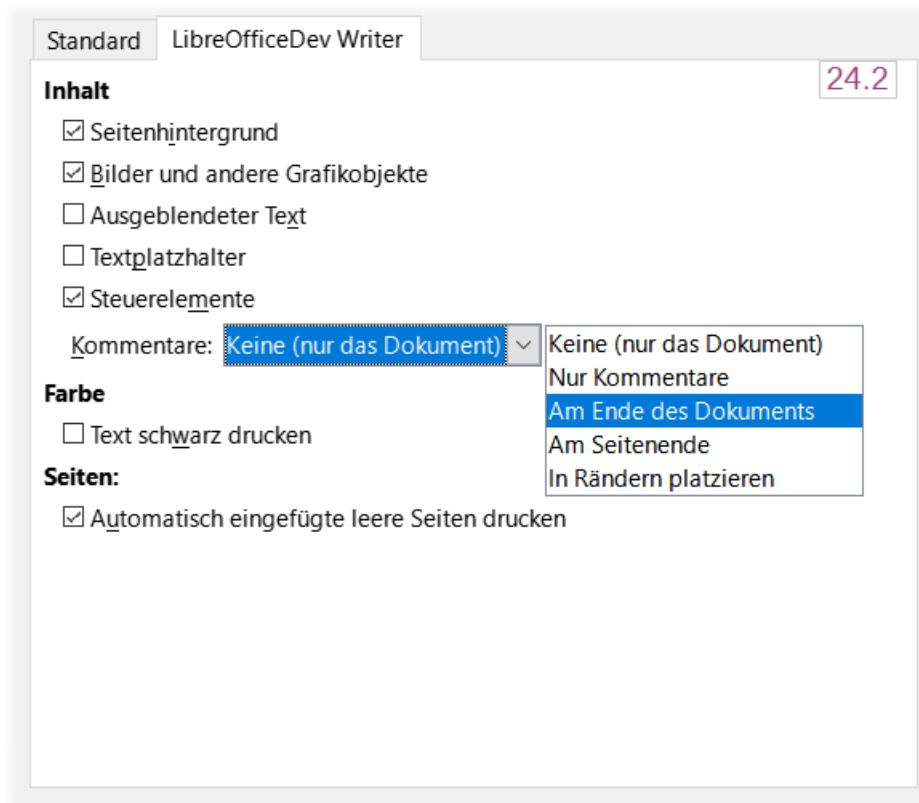 Standard LibreOfficeDev Writer
24.2
Inhalt
Seitenhintergrund
Bilder und andere Grafikobjekte
Ausgeblendeter Text
Textplatzhalter
Steuerelemente
Kommentare: Keine (nur das Dokument)
Keine (nur das Dokument)
Nur Kommentare
Am Ende des Dokuments
Am Seitenende
In Rändern platzieren
Farbe
Text schwarz drucken
Seiten:
Automatisch eingefügte leere Seiten drucken